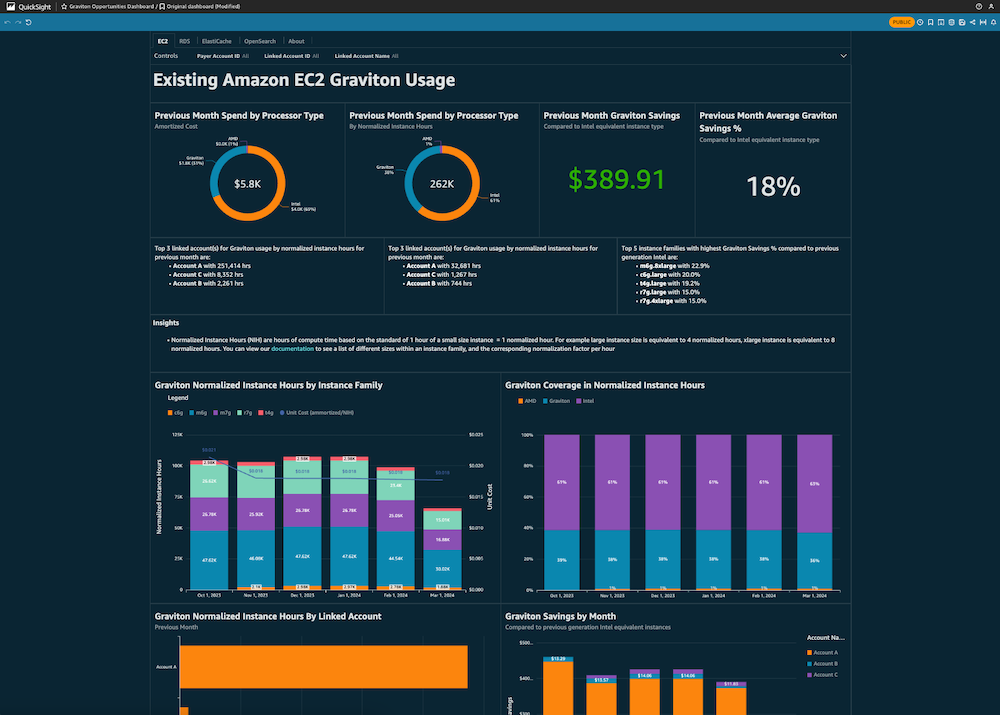 QuickSight
Graviton Opportunities Dashboard / Original dashboard (Modified)
PUBLIC
EC2 RDS ElastiCache OpenSearch About
Controls Payer Account ID All Linked Account ID All Linked Account Name All
Existing Amazon EC2 Graviton Usage
Previous Month Spend by Processor Type
Amortized Cost
AMD
$0.0K (1%)
Graviton
$1.8K (31%)
$5.8K
Intel
$4.0K (69%)
Previous Month Spend by Processor Type
By Normalized Instance Hours
AMD
1%
Graviton
38%
262K
Intel
61%
Previous Month Graviton Savings
Compared to Intel equivalent instance type
$389.91
Previous Month Average Graviton
Savings %
Compared to Intel equivalent instance type
18%
Top 3 linked account(s) for Graviton usage by normalized instance hours for
previous month are:
• Account A with 251,414 hrs
• Account C with 8,352 hrs
• Account B with 2,261 hrs
Top 3 linked account(s) for Graviton usage by normalized instance hours for
previous month are:
• Account A with 32,681 hrs
• Account C with 1,267 hrs
• Account B with 744 hrs
Top 5 instance families with highest Graviton Savings % compared to previous
generation Intel are:
• m6g.8xlarge with 22.9%
• c6g.large with 20.0%
• t4g.large with 19.2%
• r7g.large with 15.0%
• r7g.4xlarge with 15.0%
Insights
• Normalized Instance Hours (NIH) are hours of compute time based on the standard of 1 hour of a small size instance = 1 normalized hour. For example large instance size is equivalent to 4 normalized hours, xlarge instance is equivalent to 8
normalized hours. You can view our documentation to see a list of different sizes within an instance family, and the corresponding normalization factor per hour
Graviton Normalized Instance Hours by Instance Family
Legend
c6g m6g m7g r7g t4g Unit Cost (ammortized/NIH)
Normalized Instance Hours
125K
100K
75K
50K
25K
0
$0.025
$0.020
$0.015
$0.010
$0.005
$0.000
Unit Cost
$0.021 $0.018 $0.018 $0.018 $0.018 $0.018
26.78K 25.92K 26.78K 26.78K 25.05K 16.88K
47.62K 46.09K 47.62K 47.62K 44.54K 30.02K
Oct 1, 2023 Nov 1, 2023 Dec 1, 2023 Jan 1, 2024 Feb 1, 2024 Mar 1, 2024
Graviton Coverage in Normalized Instance Hours
AMD Graviton Intel
100%
80%
60%
40%
20%
0%
61% 61% 61% 61% 61% 63%
39% 38% 38% 38% 38% 36%
1% 1% 1% 1% 1%
Oct 1, 2023 Nov 1, 2023 Dec 1, 2023 Jan 1, 2024 Feb 1, 2024 Mar 1, 2024
Graviton Normalized Instance Hours By Linked Account
Previous Month
Account A
Graviton Savings by Month
Compared to previous generation Intel equivalent instances
$500...
$400...
$300
$13.29 $13.57 $14.06 $14.06 $11.80
Account Na...
Account A
Account B
Account C